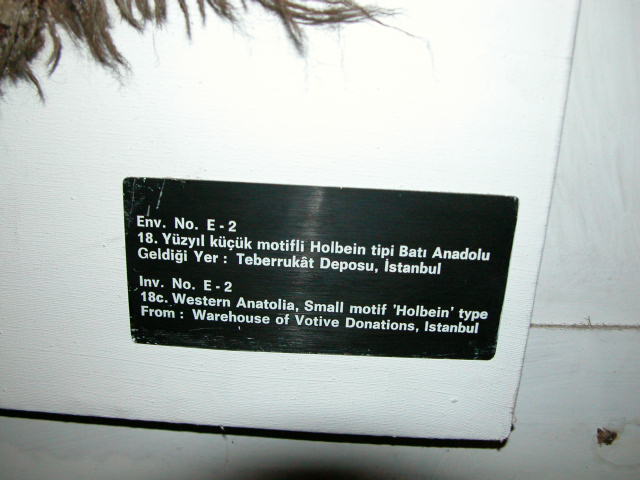 Env. No. E - 2
18. Yüzyıl küçük motifli Holbein tipi Batı Anadolu
Geldiği Yer : Teberrukât Deposu, İstanbul
Inv. No. E - 2
18c. Western Anatolia, Small motif 'Holbein' type
From : Warehouse of Votive Donations, Istanbul